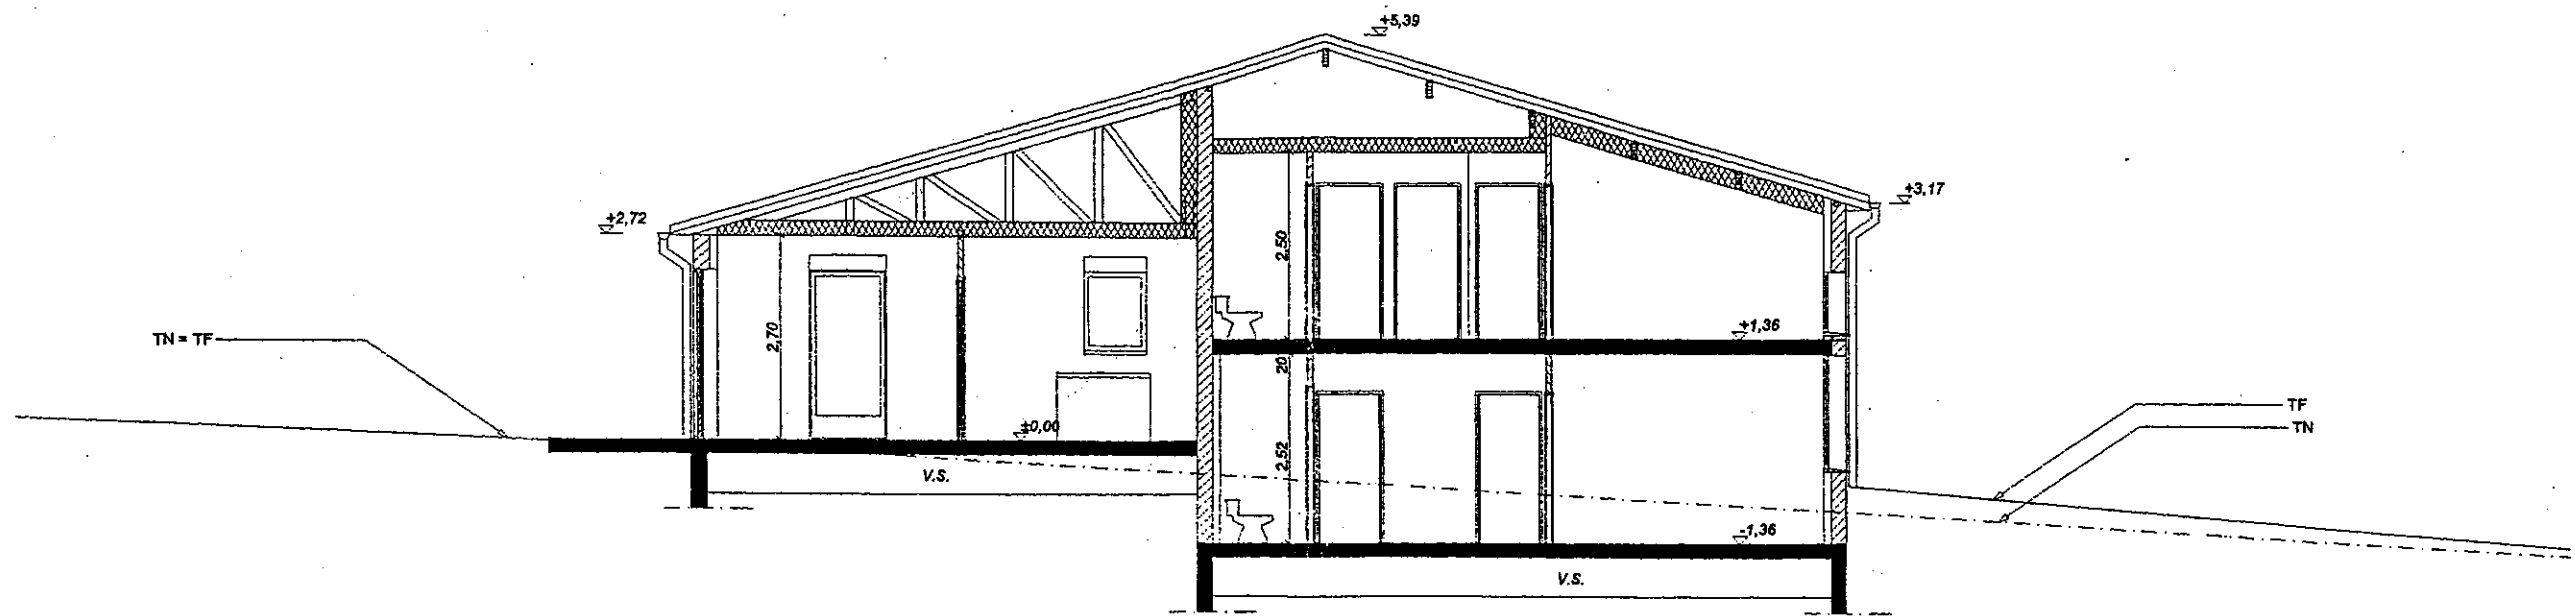 +5,39
+3,17
+2,72
2,50
2,70
TN = TF
+1,36
20
±0,00
TF
TN
2,52
V.S.
-1,36
V.S.